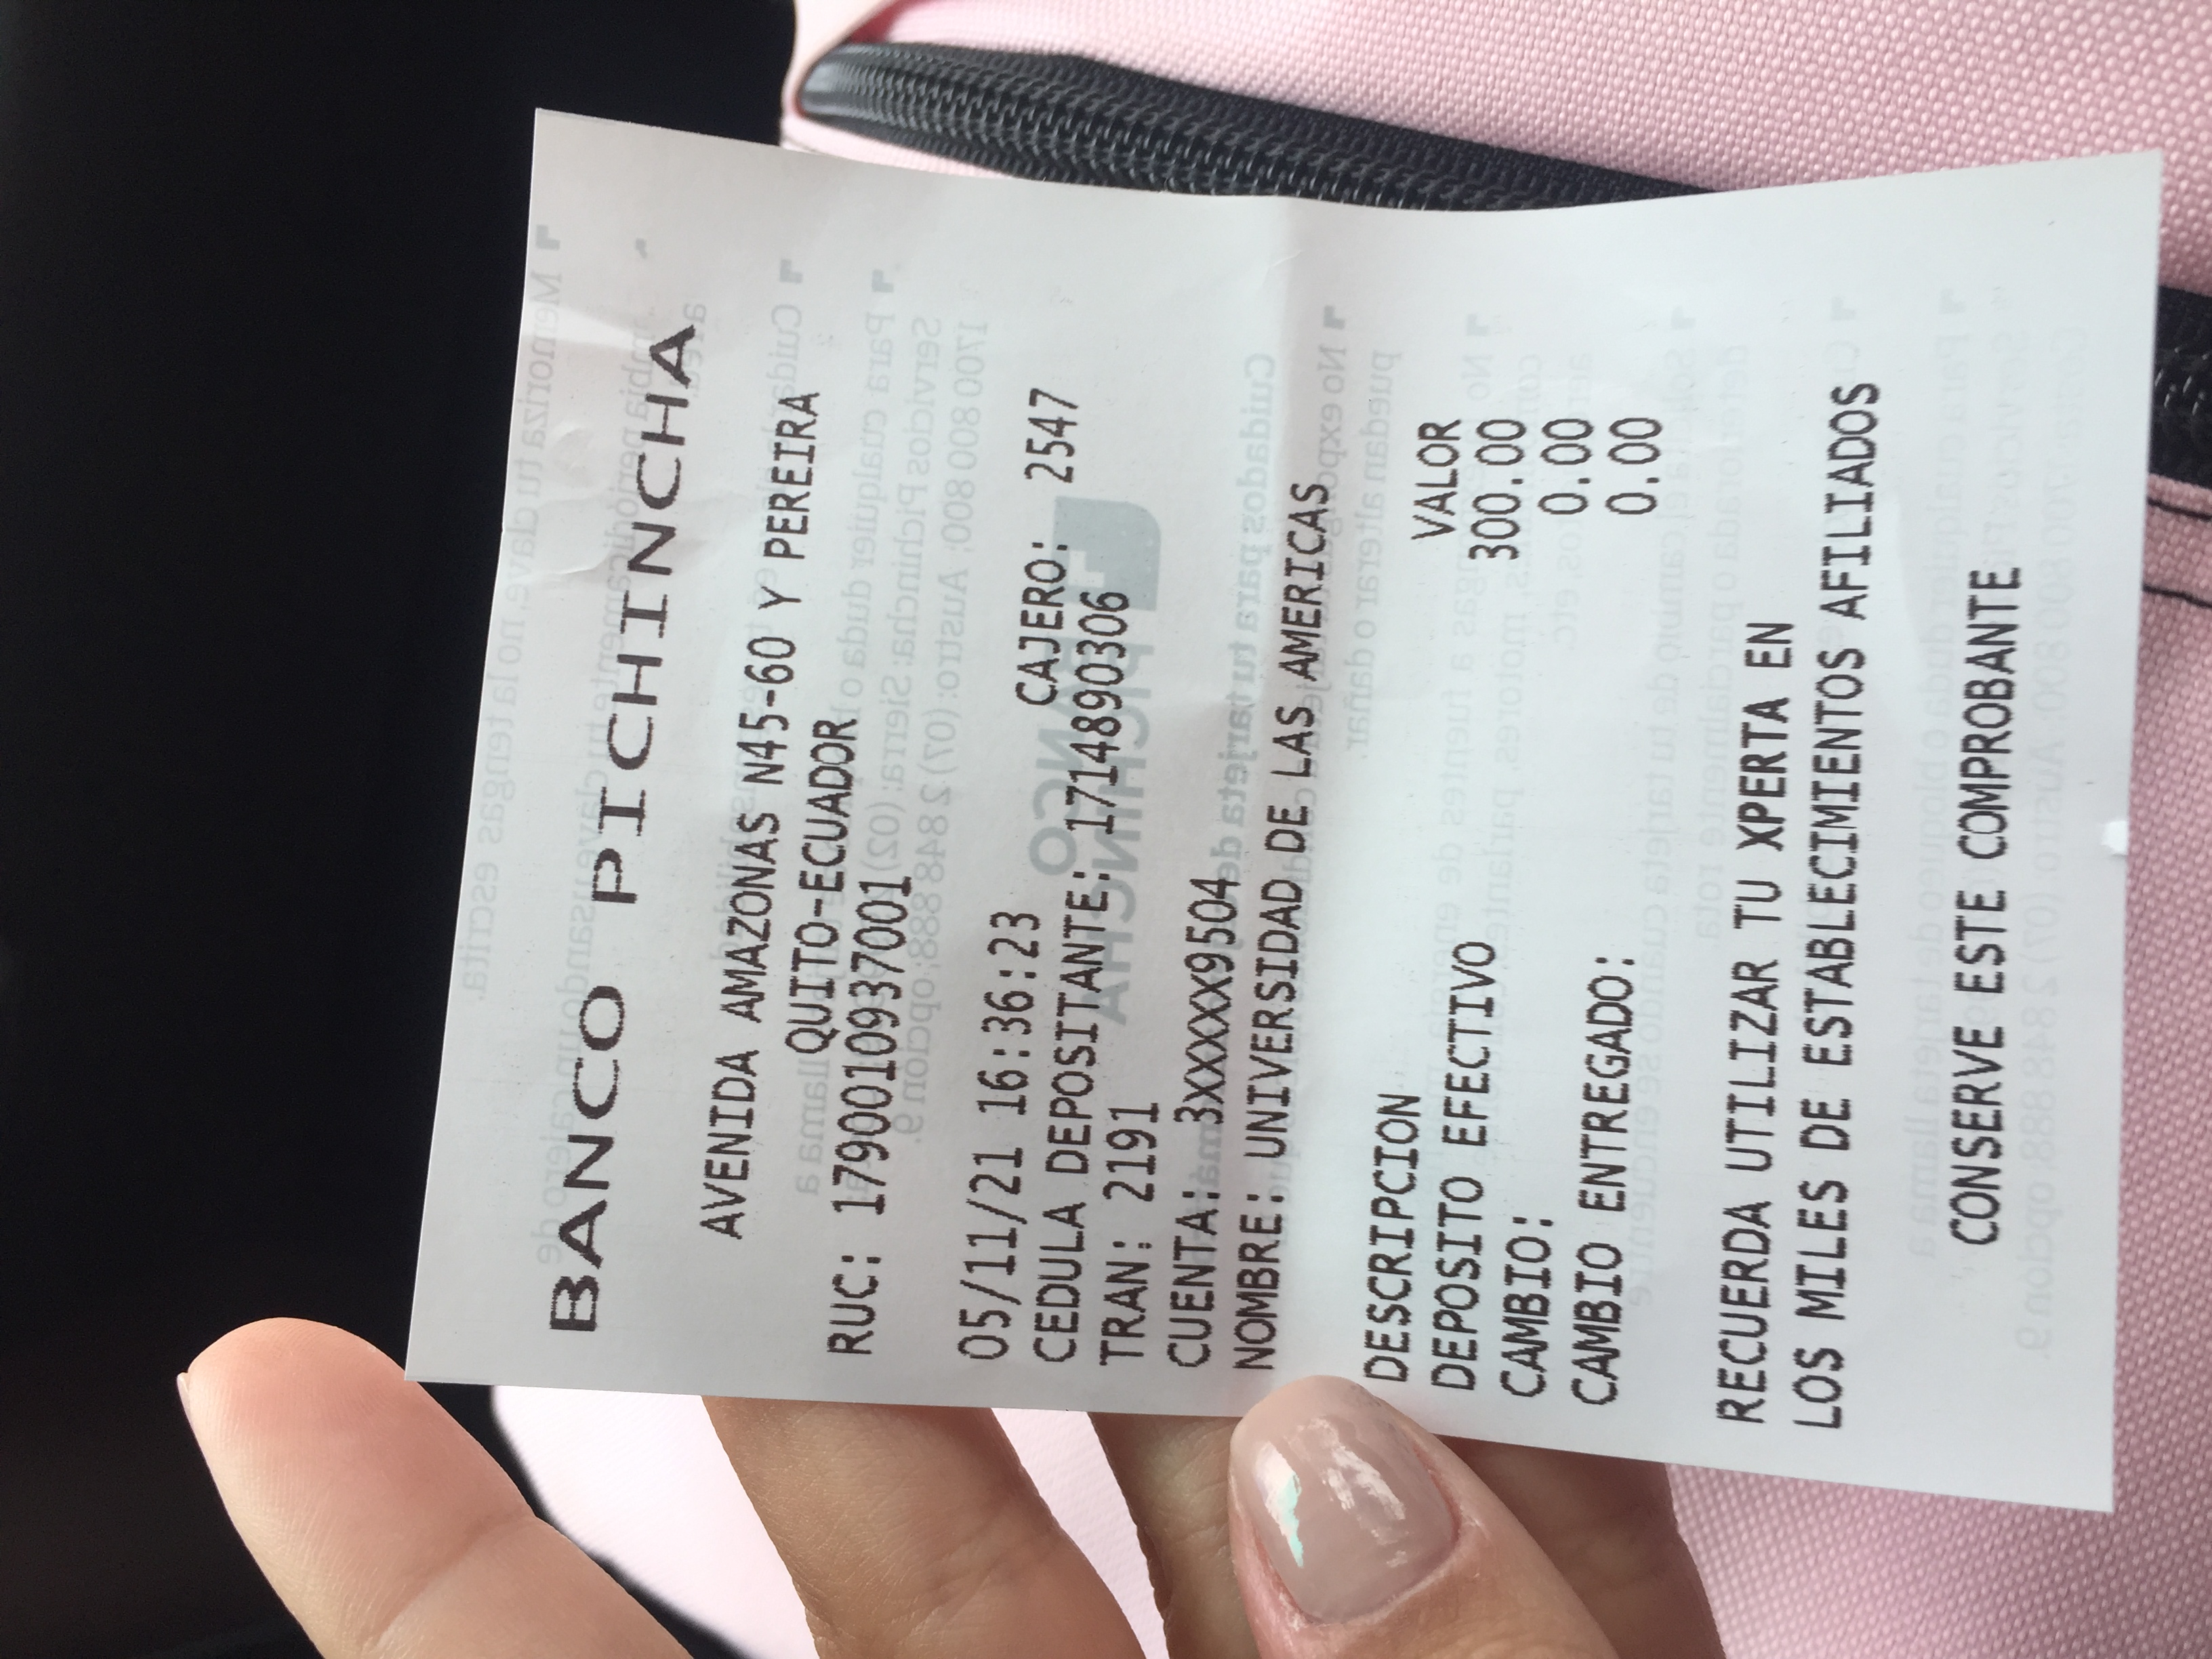 BANCO PICHINCHA
AVENIDA AMAZONAS N45-60 Y PEREIRA
QUITO-ECUADOR
RUC: 1790010937001
05/11/21 16:36:23 CAJERO: 2547
CEDULA DEPOSITANTE:1714890306
TRAN: 2191
CUENTA: 3XXXXX9504
NOMBRE: UNIVERSIDAD DE LAS AMERICAS
DESCRIPCION VALOR
DEPOSITO EFECTIVO 300.00
CAMBIO: 0.00
CAMBIO ENTREGADO: 0.00
RECUERDA UTILIZAR TU XPERTA EN
LOS MILES DE ESTABLECIMIENTOS AFILIADOS
CONSERVE ESTE COMPROBANTE